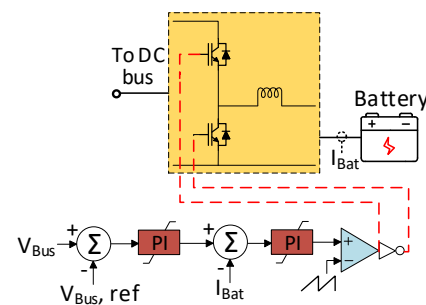 To DC
bus
Battery
+ −
I_Bat
+
Σ
PI
Σ
PI
+
−
V_Bus
-
-
V_Bus, ref
I_Bat